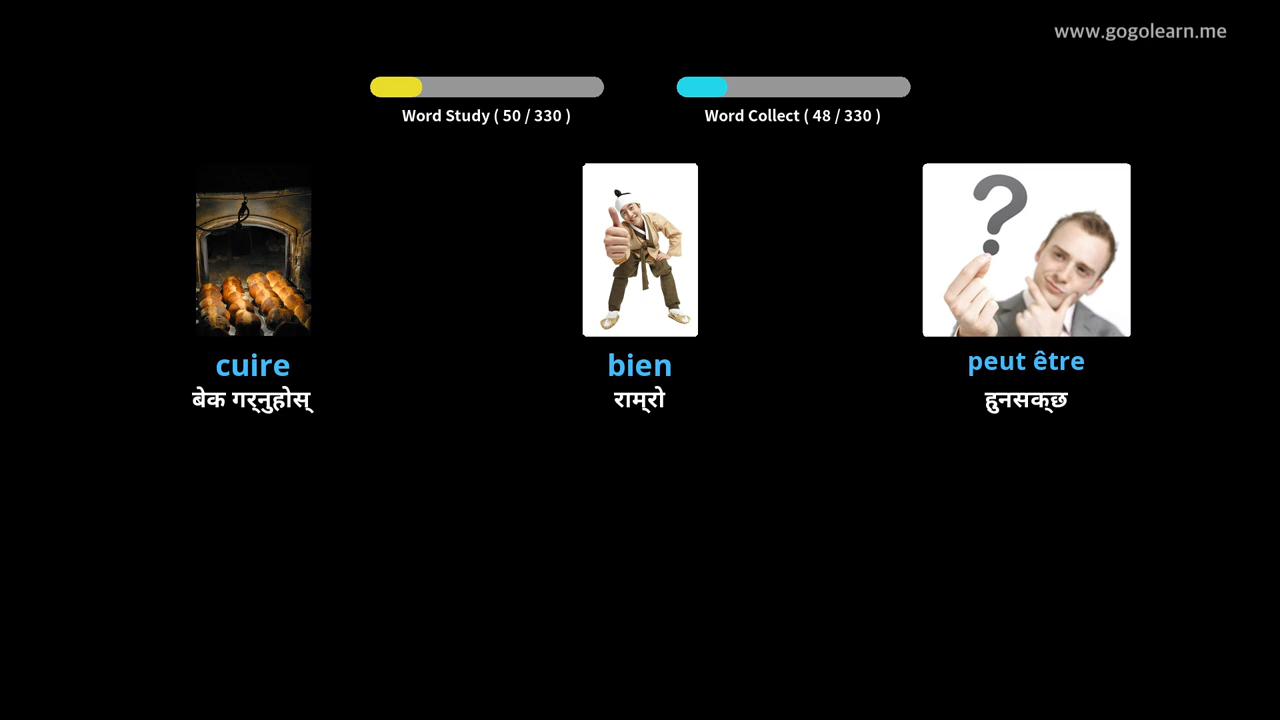 www.gogolearn.me
Word Study ( 50 / 330 )
Word Collect ( 48 / 330 )
cuire
बेक गर्नुहोस्
bien
राम्रो
peut être
हुनसक्छ